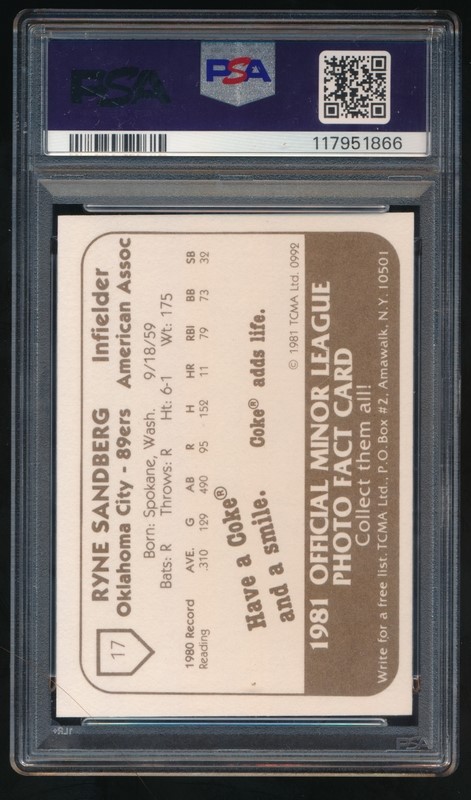 PSA
PSA
117951866
17
RYNE SANDBERG Infielder
Oklahoma City - 89ers American Assoc
Born: Spokane, Wash. 9/18/59
Bats: R Throws: R Ht: 6-1 Wt: 175
1980 Record AVE. G AB R H HR RBI BB SB
Reading .310 129 490 95 152 11 79 73 32
Have a Coke®
and a smile. Coke® adds life.
© 1981 TCMA Ltd. 0992
1981 OFFICIAL MINOR LEAGUE
PHOTO FACT CARD
Collect them all!
Write for a free list. TCMA Ltd., P.O. Box #2, Amawalk, N.Y. 10501
PSA